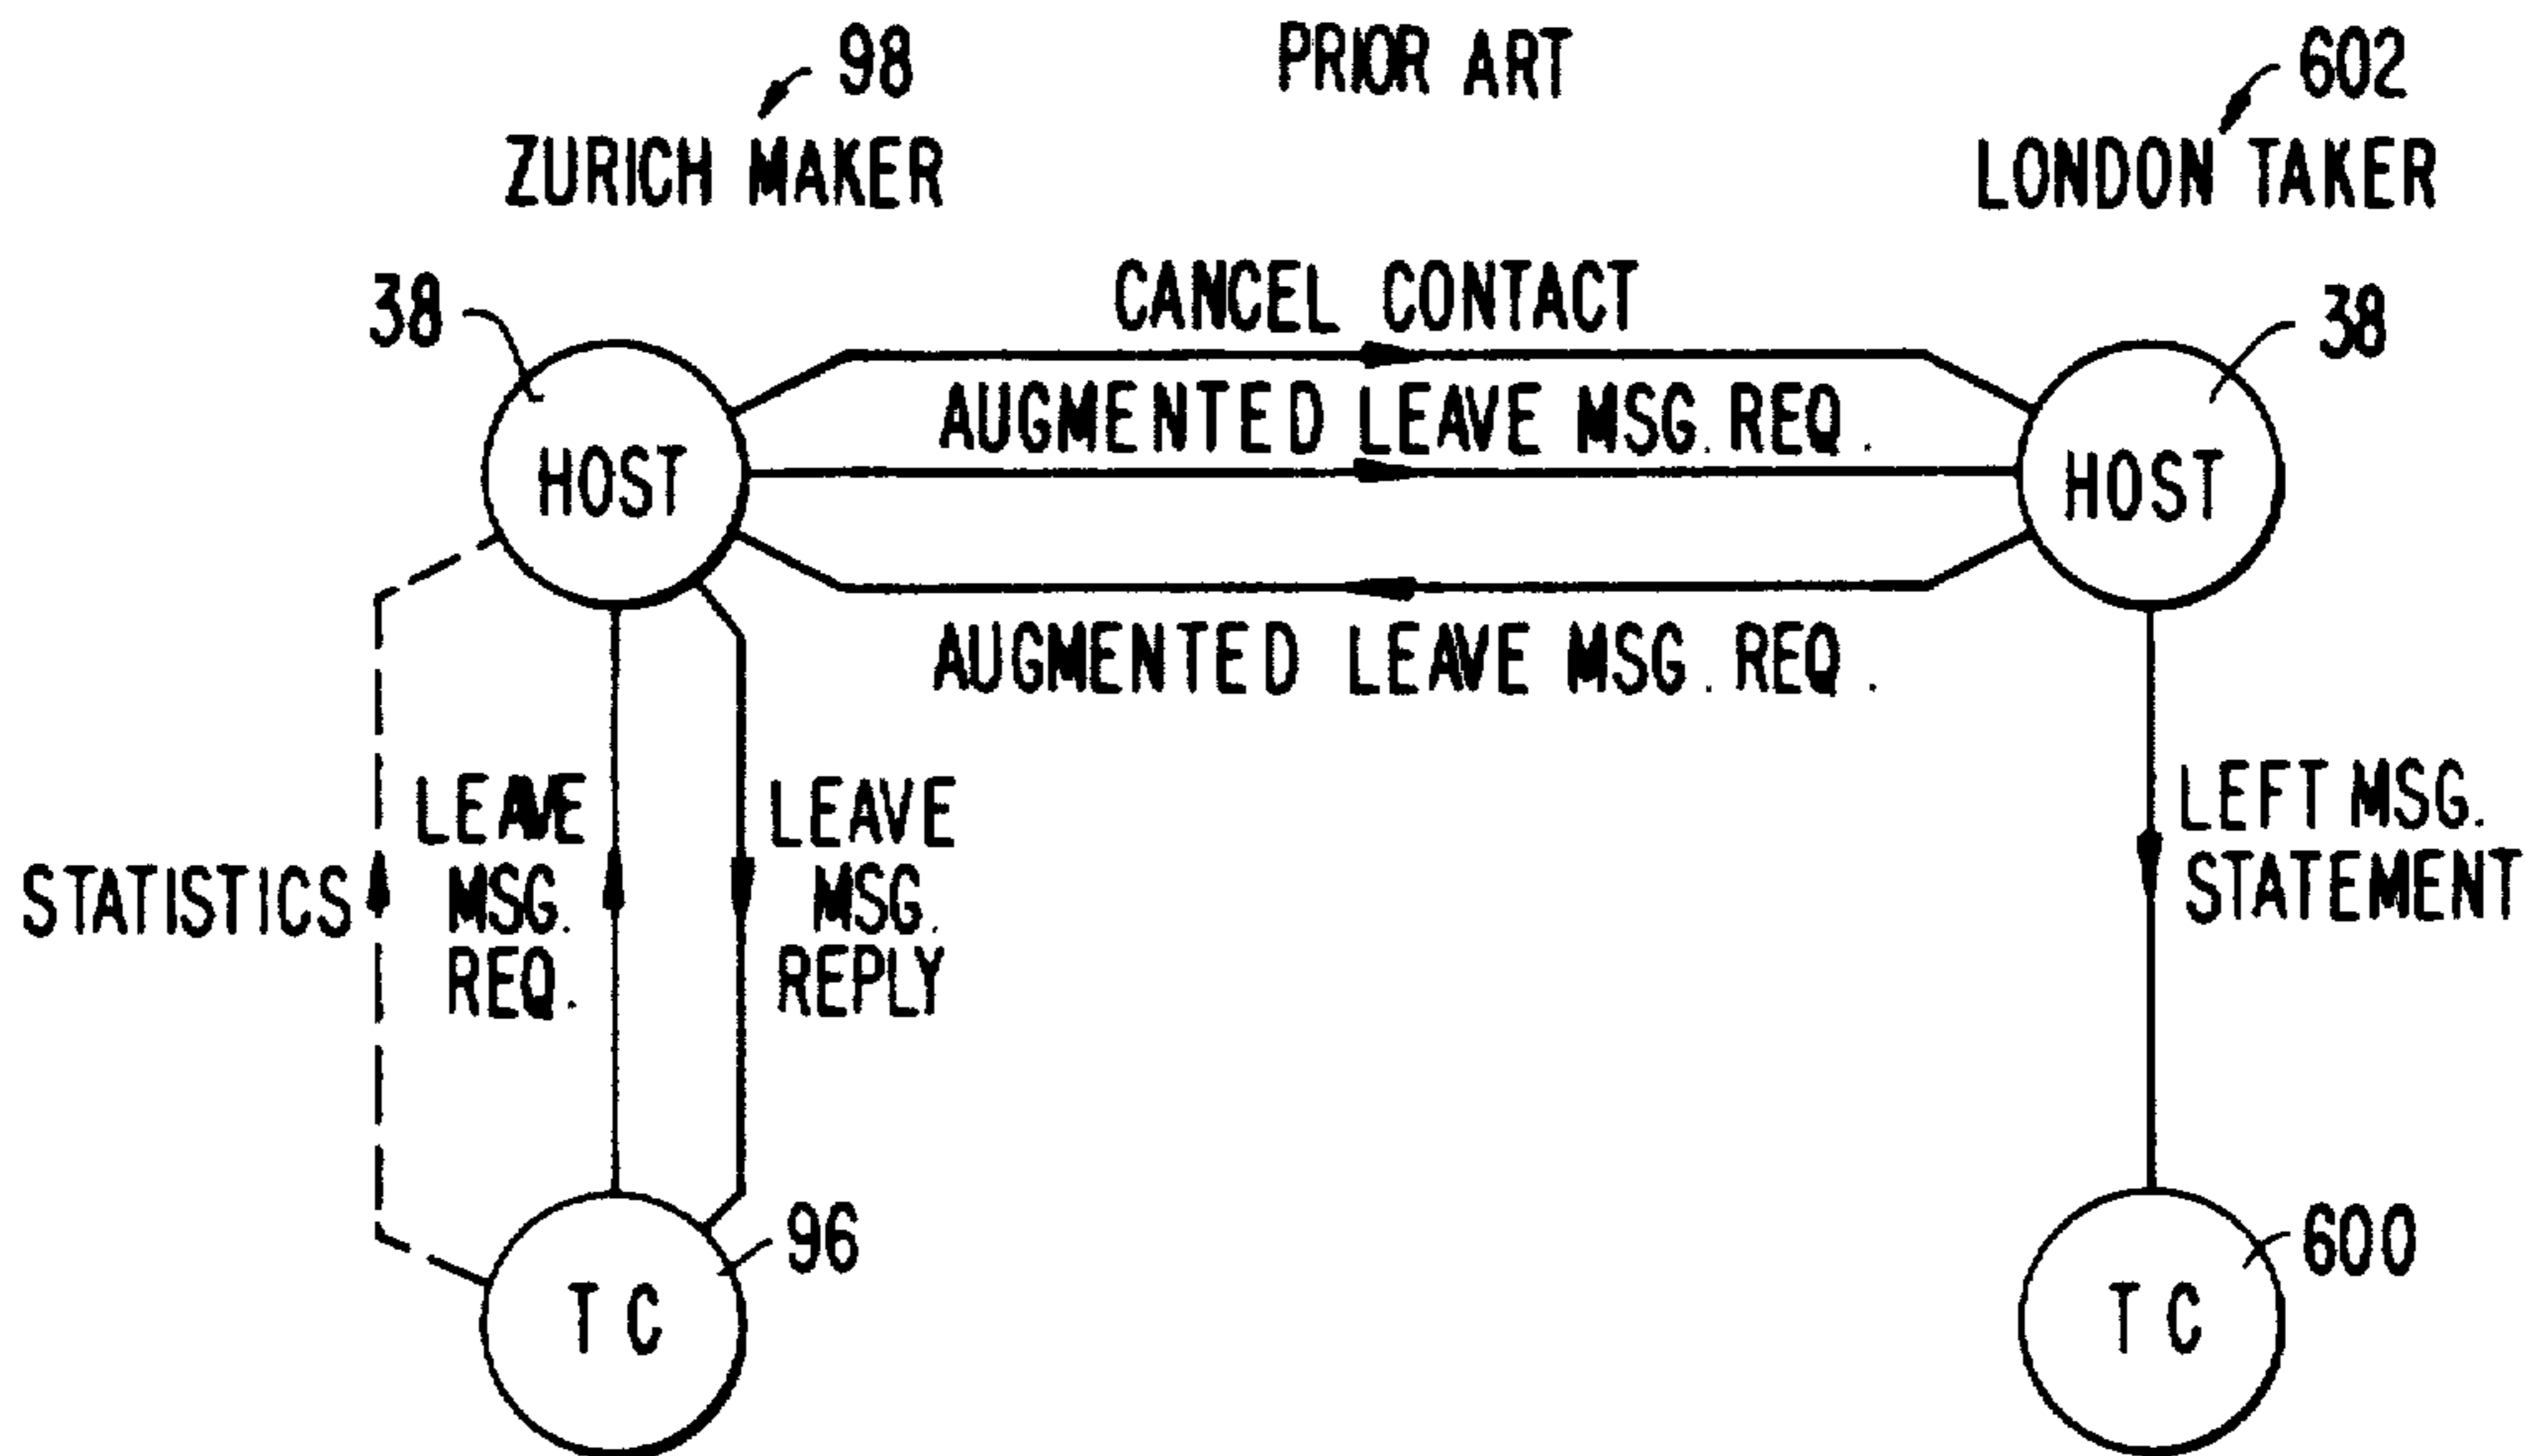 98
PRIOR ART
602
ZURICH MAKER
LONDON TAKER
38
CANCEL CONTACT
38
AUGMENTED LEAVE MSG. REQ.
HOST
HOST
AUGMENTED LEAVE MSG. REQ.
STATISTICS
LEAVE
MSG.
REQ.
LEAVE
MSG.
REPLY
LEFT MSG.
STATEMENT
96
600
TC
TC